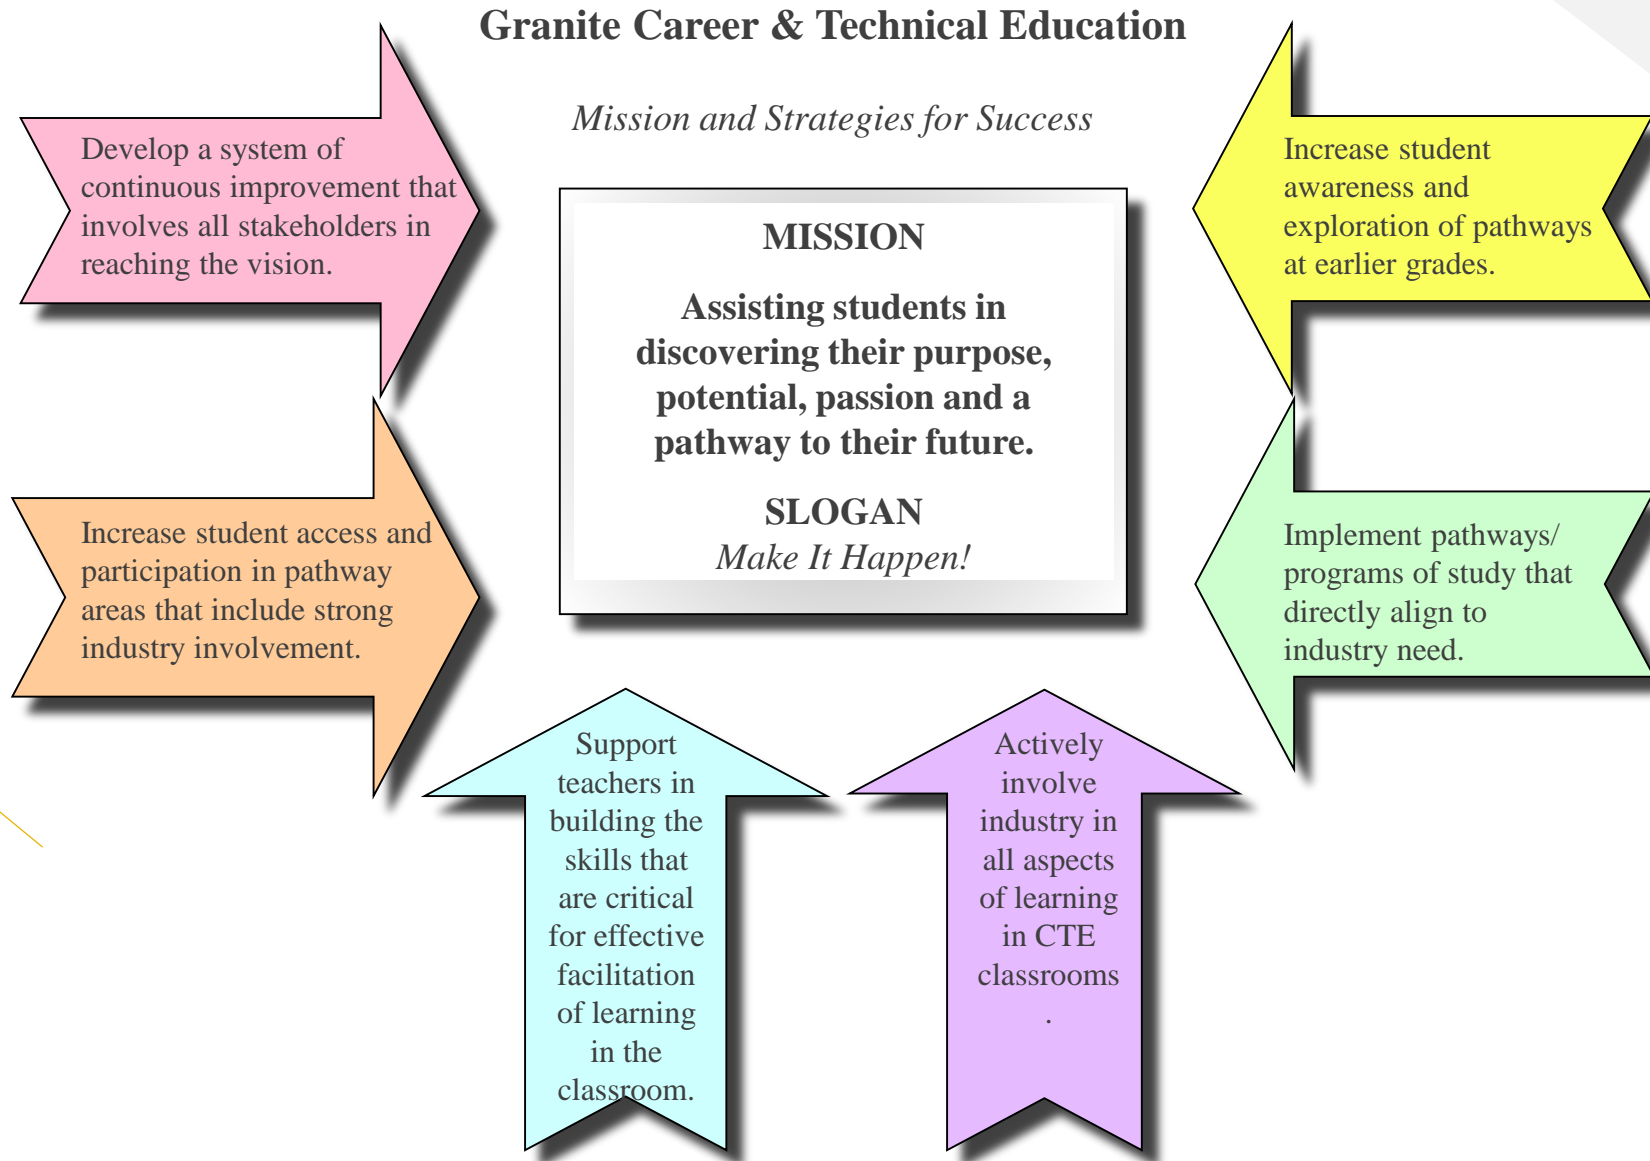 Granite Career & Technical Education
Mission and Strategies for Success
Develop a system of
continuous improvement that
involves all stakeholders in
reaching the vision.
Increase student
awareness and
exploration of pathways
at earlier grades.
MISSION
Assisting students in
discovering their purpose,
potential, passion and a
pathway to their future.
SLOGAN
Make It Happen!
Increase student access and
participation in pathway
areas that include strong
industry involvement.
Implement pathways/
programs of study that
directly align to
industry need.
Support
teachers in
building the
skills that
are critical
for effective
facilitation
of learning
in the
classroom.
Actively
involve
industry in
all aspects
of learning
in CTE
classrooms
.